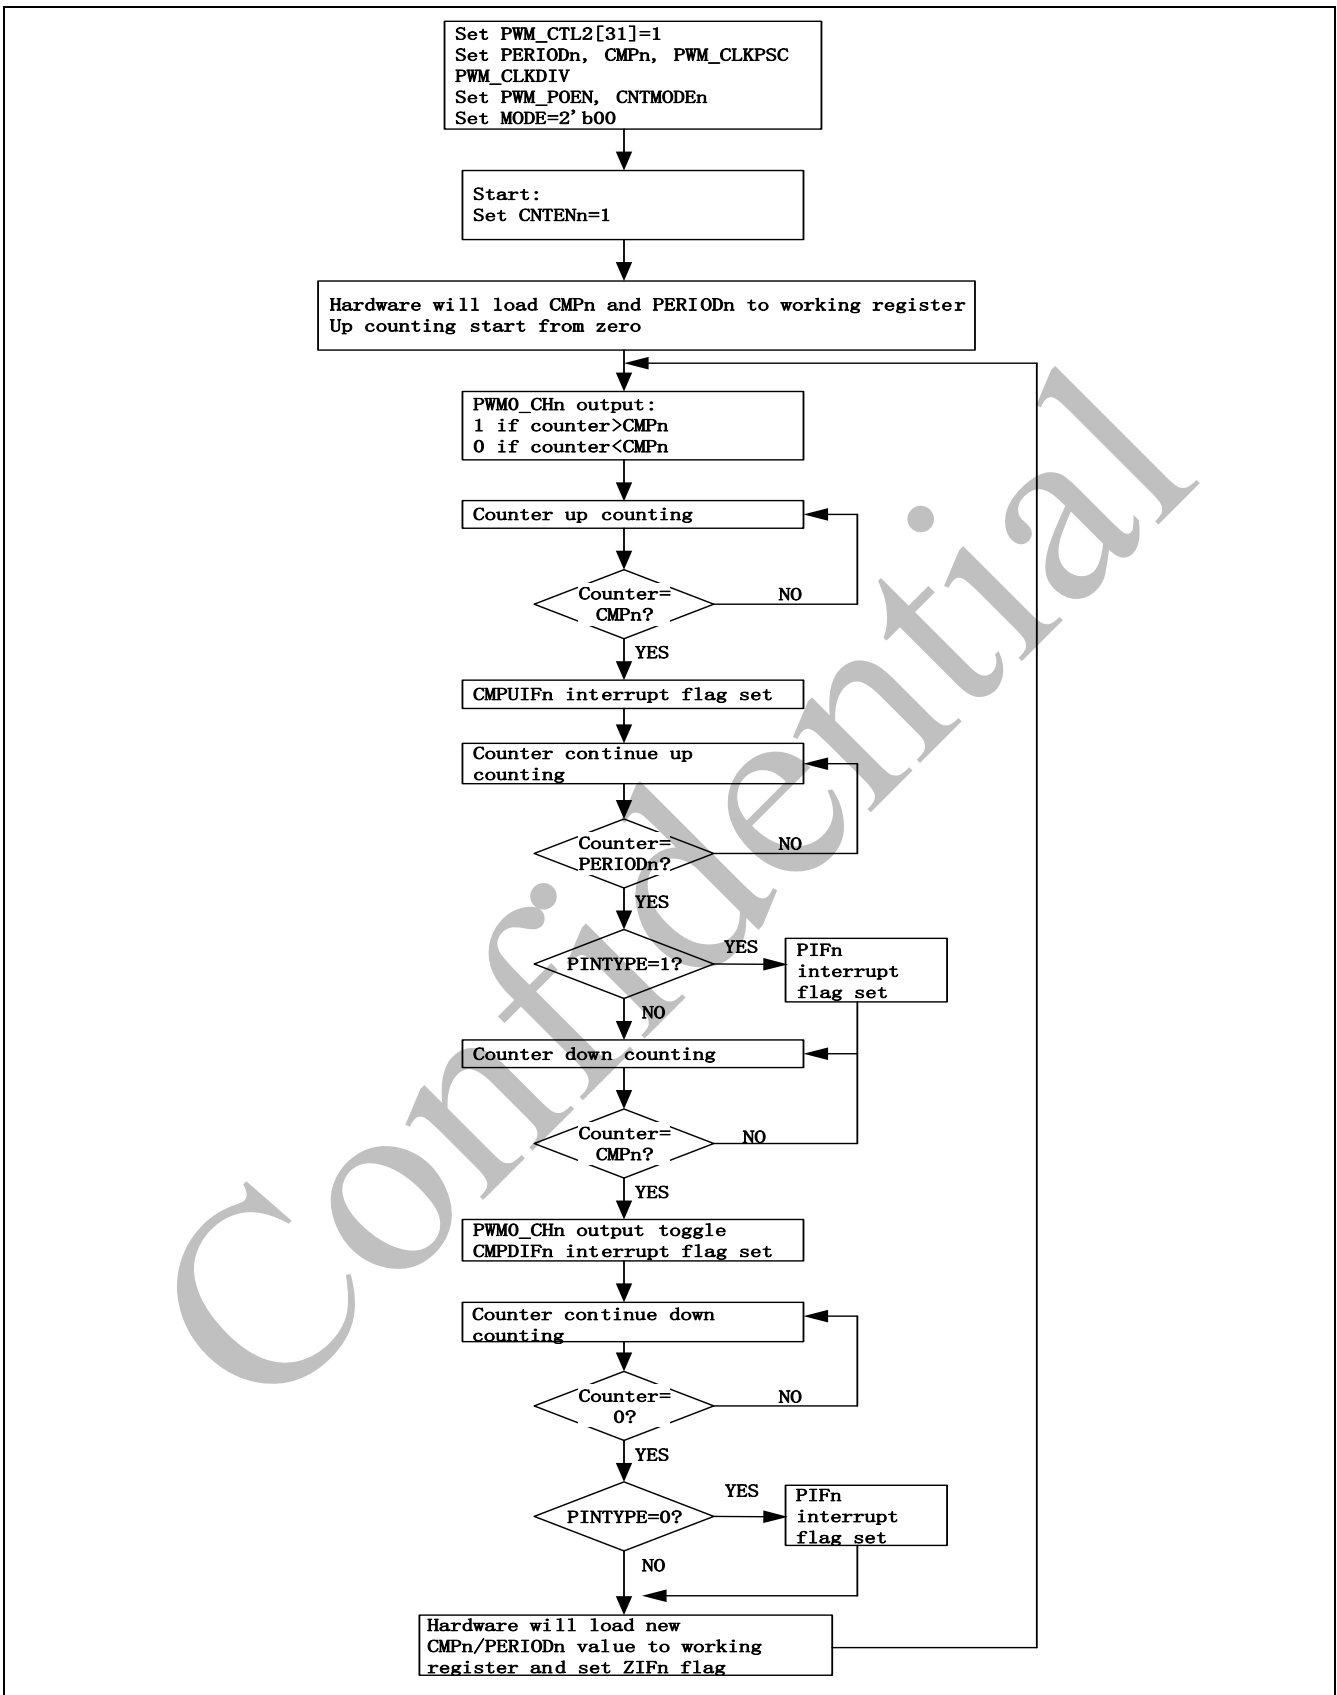 Set PWM_CTL2[31]=1
Set PERIODn, CMPn, PWM_CLKPSC
PWM_CLKDIV
Set PWM_POEN, CNTMODEn
Set MODE=2'b00
Start:
Set CNTENn=1
Hardware will load CMPn and PERIODn to working register
Up counting start from zero
PWM0_CHn output:
1 if counter>CMPn
0 if counter<CMPn
Counter up counting
Counter=
CMPn?
NO
YES
CMPUIFn interrupt flag set
Counter continue up
counting
Counter=
PERIODn?
NO
YES
PINTYPE=1?
YES
PIFn
interrupt
flag set
NO
Counter down counting
Counter=
CMPn?
NO
YES
PWM0_CHn output toggle
CMPDIFn interrupt flag set
Counter continue down
counting
Counter=
0?
NO
YES
PINTYPE=0?
YES
PIFn
interrupt
flag set
NO
Hardware will load new
CMPn/PERIODn value to working
register and set ZIFn flag
Confidential